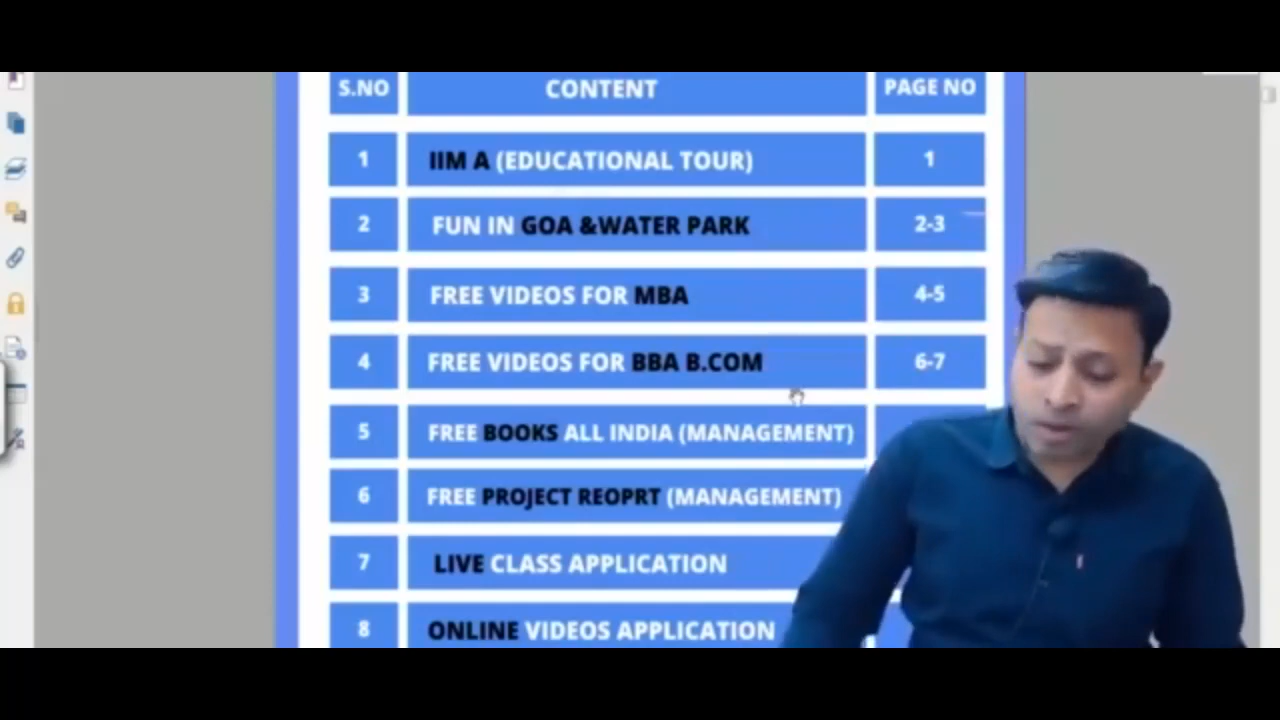 S.NO CONTENT PAGE NO
1 IIM A (EDUCATIONAL TOUR) 1
2 FUN IN GOA &WATER PARK 2-3
3 FREE VIDEOS FOR MBA 4-5
4 FREE VIDEOS FOR BBA B.COM 6-7
5 FREE BOOKS ALL INDIA (MANAGEMENT)
6 FREE PROJECT REOPRT (MANAGEMENT)
7 LIVE CLASS APPLICATION
8 ONLINE VIDEOS APPLICATION